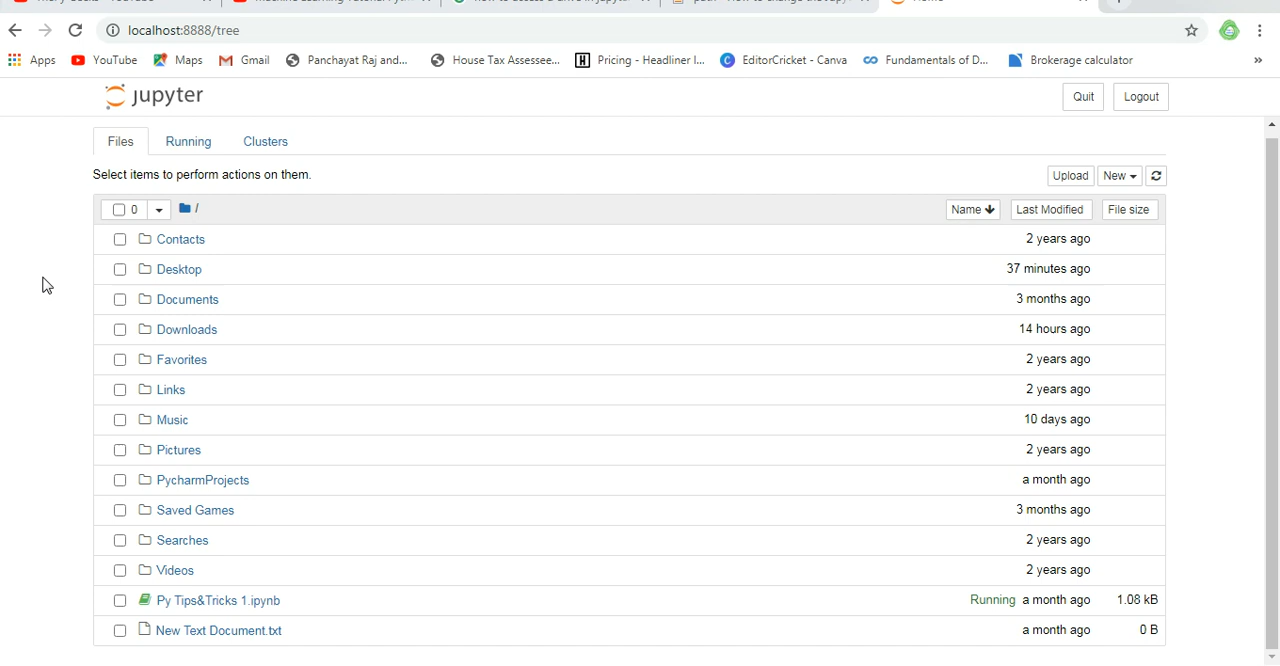 localhost:8888/tree
Apps YouTube Maps Gmail Panchayat Raj and... House Tax Assessee... Pricing - Headliner I... EditorCricket - Canva Fundamentals of D... Brokerage calculator »
jupyter Quit Logout
Files Running Clusters
Select items to perform actions on them. Upload New
0 / Name Last Modified File size
Contacts 2 years ago
Desktop 37 minutes ago
Documents 3 months ago
Downloads 14 hours ago
Favorites 2 years ago
Links 2 years ago
Music 10 days ago
Pictures 2 years ago
PycharmProjects a month ago
Saved Games 3 months ago
Searches 2 years ago
Videos 2 years ago
Py Tips&Tricks 1.ipynb Running a month ago 1.08 kB
New Text Document.txt a month ago 0 B